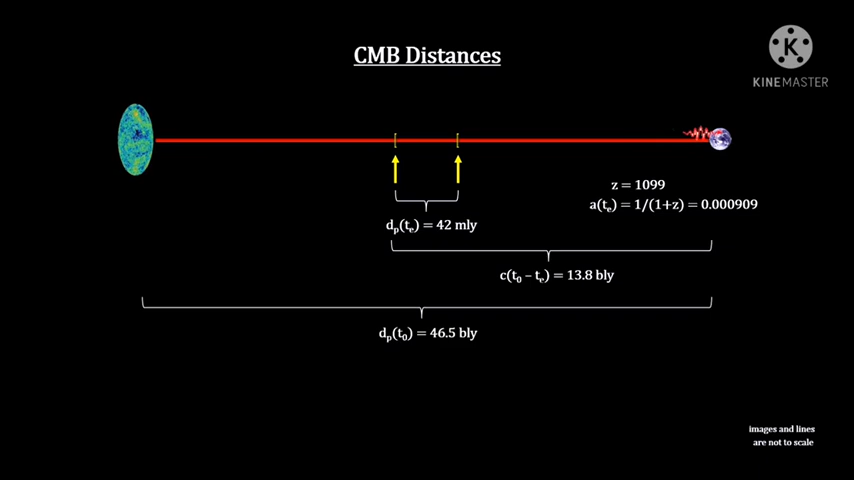 CMB Distances
K
KINEMASTER
z = 1099
a(tₑ) = 1/(1+z) = 0.000909
dₚ(tₑ) = 42 mly
c(t₀ – tₑ) = 13.8 bly
dₚ(t₀) = 46.5 bly
images and lines
are not to scale